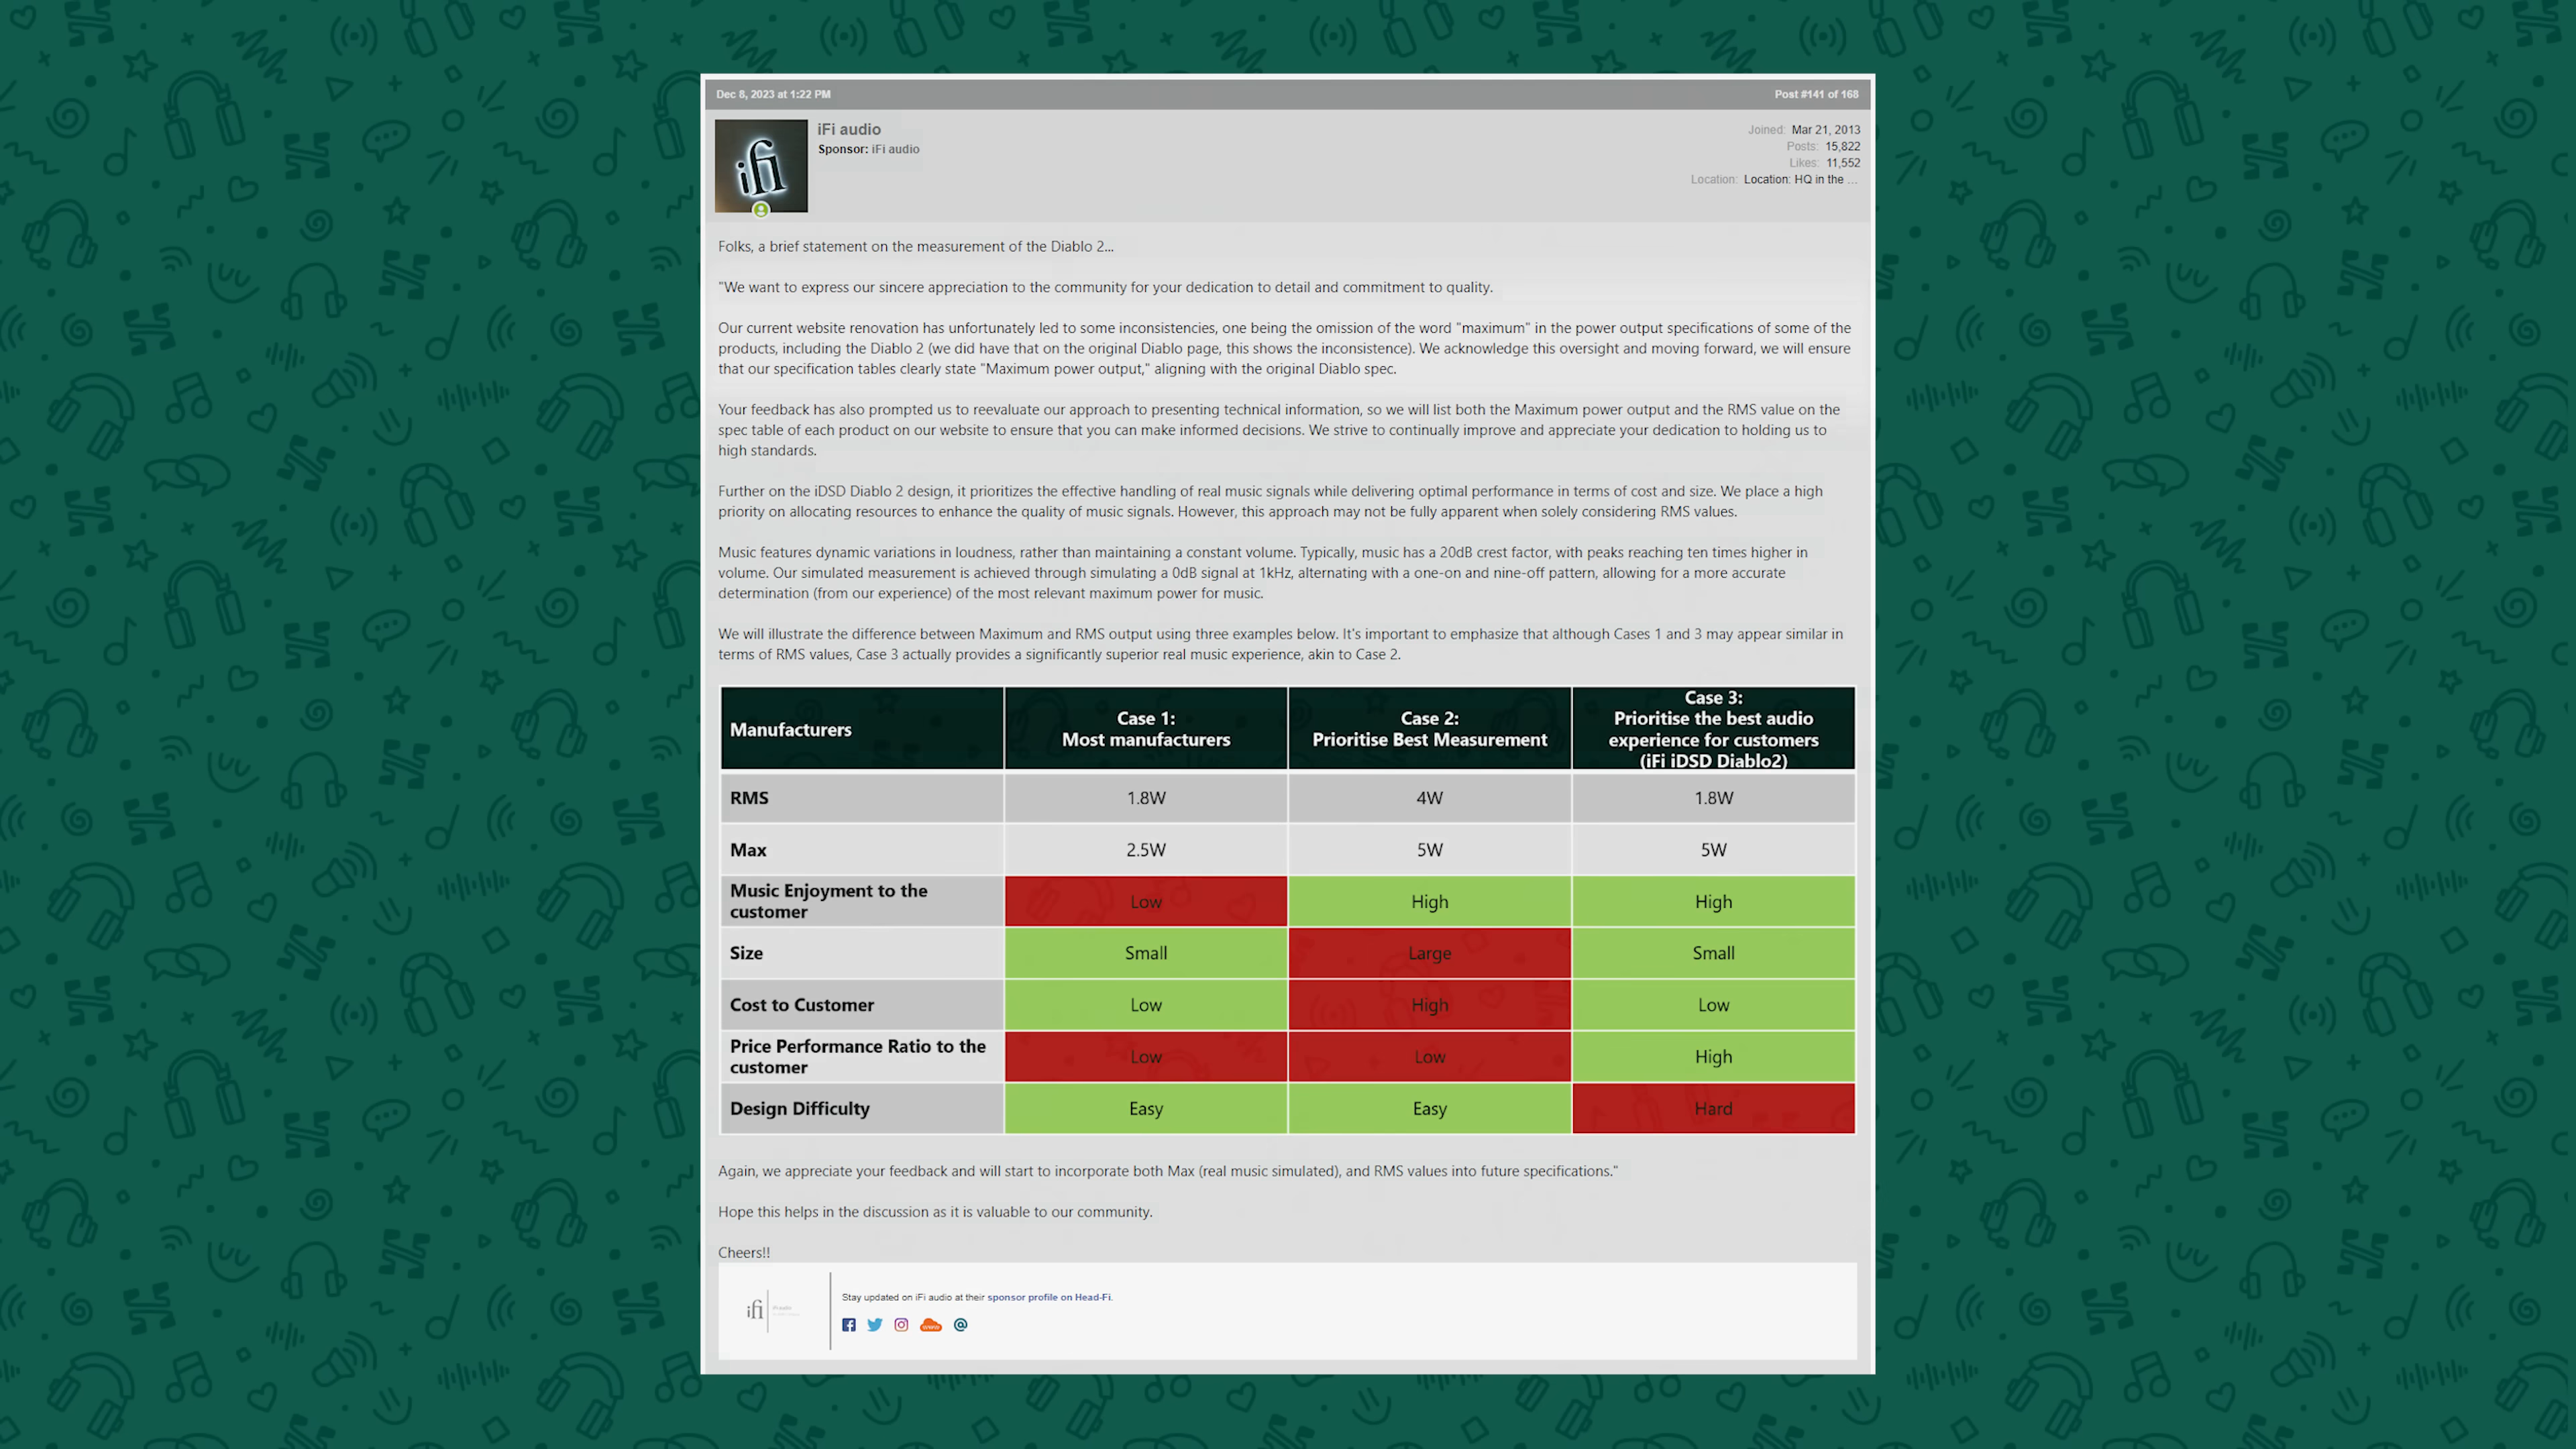 Dec 8, 2023 at 1:22 PM
Post #141 of 168
ifi
iFi audio
Sponsor: iFi audio
Joined: Mar 21, 2013
Posts: 15,822
Likes: 11,552
Location: Location: HQ in the ...
Folks, a brief statement on the measurement of the Diablo 2...
"We want to express our sincere appreciation to the community for your dedication to detail and commitment to quality.
Our current website renovation has unfortunately led to some inconsistencies, one being the omission of the word "maximum" in the power output specifications of some of the
products, including the Diablo 2 (we did have that on the original Diablo page, this shows the inconsistence). We acknowledge this oversight and moving forward, we will ensure
that our specification tables clearly state "Maximum power output," aligning with the original Diablo spec.
Your feedback has also prompted us to reevaluate our approach to presenting technical information, so we will list both the Maximum power output and the RMS value on the
spec table of each product on our website to ensure that you can make informed decisions. We strive to continually improve and appreciate your dedication to holding us to
high standards.
Further on the iDSD Diablo 2 design, it prioritizes the effective handling of real music signals while delivering optimal performance in terms of cost and size. We place a high
priority on allocating resources to enhance the quality of music signals. However, this approach may not be fully apparent when solely considering RMS values.
Music features dynamic variations in loudness, rather than maintaining a constant volume. Typically, music has a 20dB crest factor, with peaks reaching ten times higher in
volume. Our simulated measurement is achieved through simulating a 0dB signal at 1kHz, alternating with a one-on and nine-off pattern, allowing for a more accurate
determination (from our experience) of the most relevant maximum power for music.
We will illustrate the difference between Maximum and RMS output using three examples below. It's important to emphasize that although Cases 1 and 3 may appear similar in
terms of RMS values, Case 3 actually provides a significantly superior real music experience, akin to Case 2.
Manufacturers
Case 1:
Most manufacturers
Case 2:
Prioritise Best Measurement
Case 3:
Prioritise the best audio
experience for customers
(iFi iDSD Diablo2)
RMS 1.8W 4W 1.8W
Max 2.5W 5W 5W
Music Enjoyment to the
customer
Low High High
Size Small Large Small
Cost to Customer Low High Low
Price Performance Ratio to the
customer
Low Low High
Design Difficulty Easy Easy Hard
Again, we appreciate your feedback and will start to incorporate both Max (real music simulated), and RMS values into future specifications."
Hope this helps in the discussion as it is valuable to our community.
Cheers!!
ifi
Stay updated on iFi audio at their sponsor profile on Head-Fi.